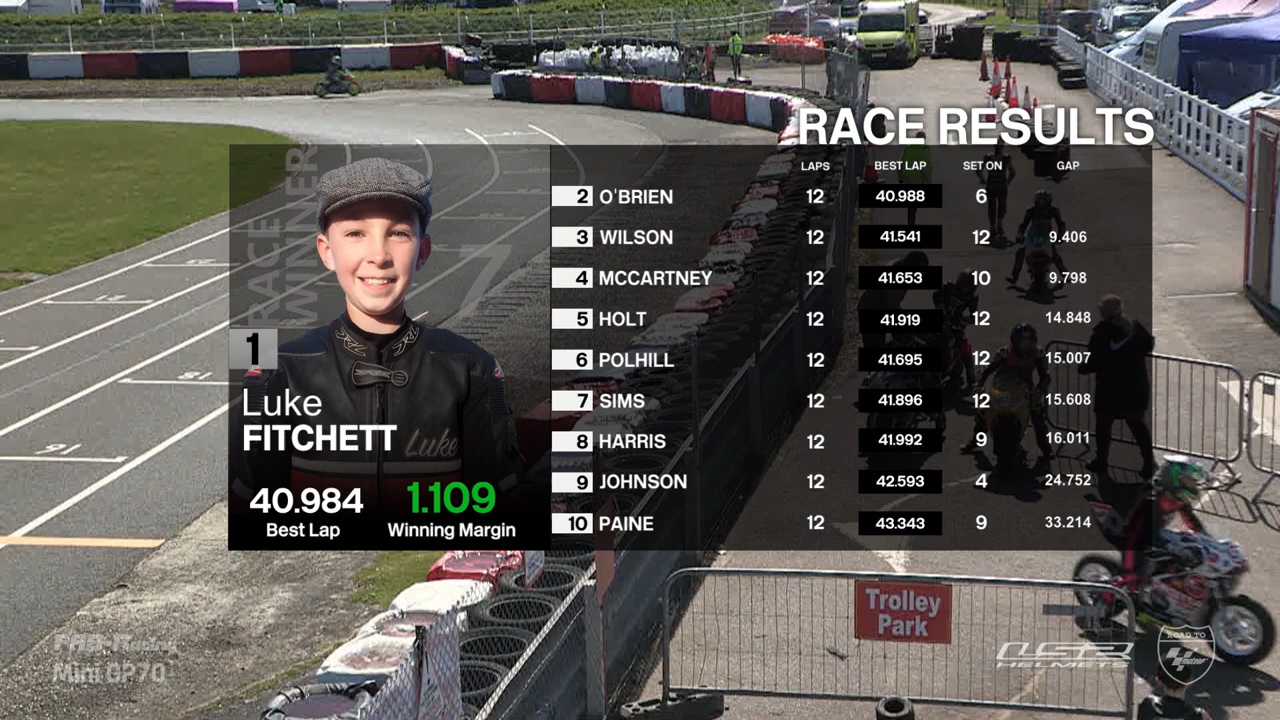 RACE RESULTS
LAPS BEST LAP SET ON GAP
2 O'BRIEN 12 40.988 6
3 WILSON 12 41.541 12 9.406
4 MCCARTNEY 12 41.653 10 9.798
5 HOLT 12 41.919 12 14.848
6 POLHILL 12 41.695 12 15.007
7 SIMS 12 41.896 12 15.608
8 HARRIS 12 41.992 9 16.011
9 JOHNSON 12 42.593 4 24.752
10 PAINE 12 43.343 9 33.214
RACE
WINNER
7
1
Luke
FITCHETT
Luke
40.984 1.109
Best Lap Winning Margin
16
18
Trolley
Park
FAB-Racing
Mini GP70
HELMETS
ROAD TO